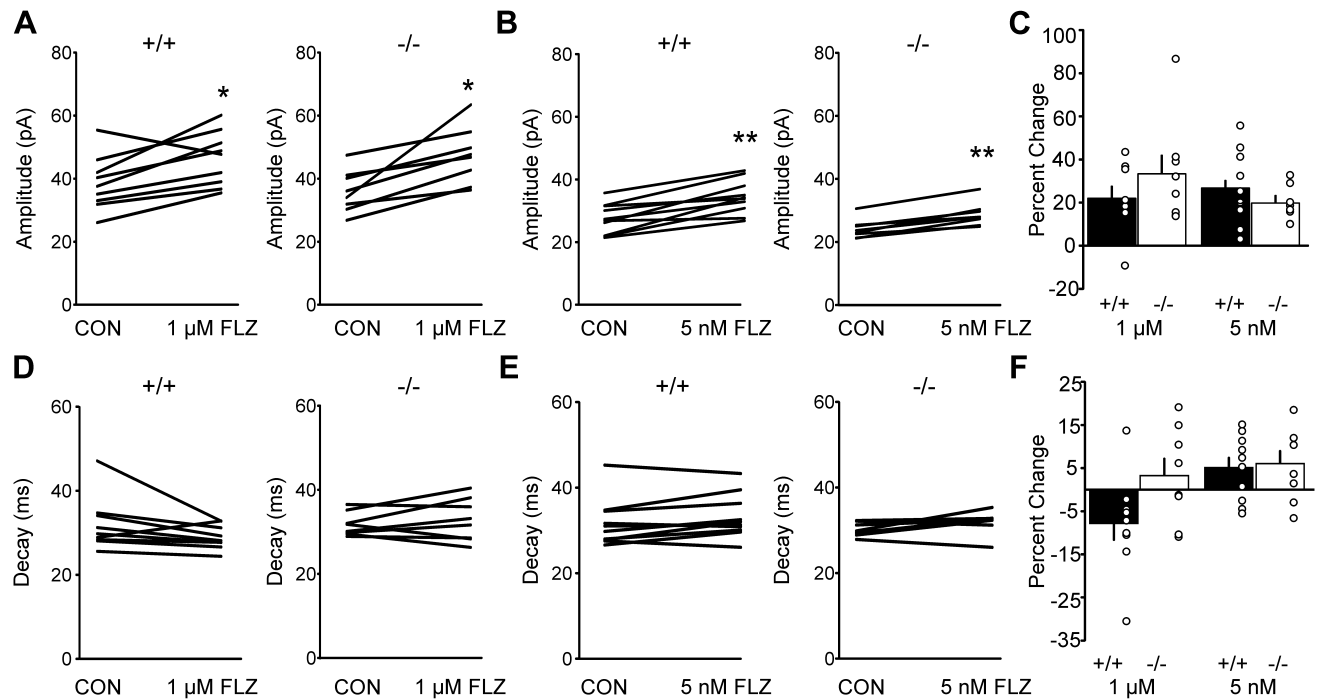 A
+/+
-/-
Amplitude (pA)
80
60
40
20
0
*
CON 1 µM FLZ
Amplitude (pA)
80
60
40
20
0
*
CON 1 µM FLZ
B
+/+
-/-
Amplitude (pA)
80
60
40
20
0
**
CON 5 nM FLZ
Amplitude (pA)
80
60
40
20
0
**
CON 5 nM FLZ
C
Percent Change
100
80
60
40
20
0
-20
+/+ -/- +/+ -/-
1 µM 5 nM
D
+/+
-/-
Decay (ms)
60
40
20
0
CON 1 µM FLZ
Decay (ms)
60
40
20
0
CON 1 µM FLZ
E
+/+
-/-
Decay (ms)
60
40
20
0
CON 5 nM FLZ
Decay (ms)
60
40
20
0
CON 5 nM FLZ
F
Percent Change
25
15
5
-5
-15
-25
-35
+/+ -/- +/+ -/-
1 µM 5 nM